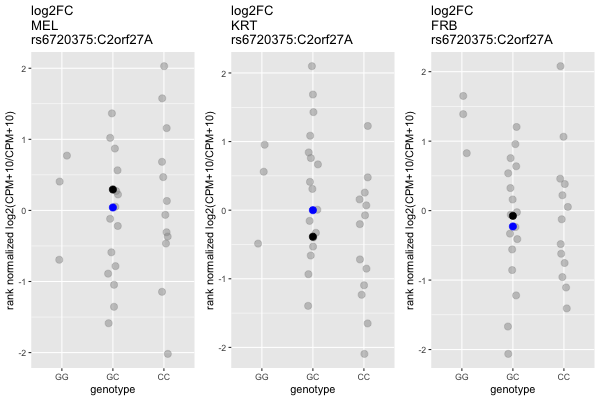 log2FC
MEL
rs6720375:C2orf27A
rank normalized log2(CPM+10/CPM+10)
2
1
0
-1
-2
GG GC CC
genotype
log2FC
KRT
rs6720375:C2orf27A
rank normalized log2(CPM+10/CPM+10)
2
1
0
-1
-2
GG GC CC
genotype
log2FC
FRB
rs6720375:C2orf27A
rank normalized log2(CPM+10/CPM+10)
2
1
0
-1
-2
GG GC CC
genotype